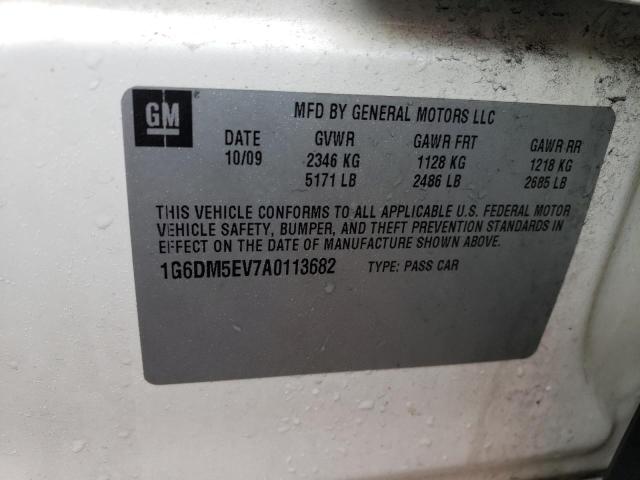 GM
MFD BY GENERAL MOTORS LLC
DATE GVWR GAWR FRT GAWR RR
10/09 2346 KG 1128 KG 1218 KG
5171 LB 2486 LB 2685 LB
THIS VEHICLE CONFORMS TO ALL APPLICABLE U.S. FEDERAL MOTOR
VEHICLE SAFETY, BUMPER, AND THEFT PREVENTION STANDARDS IN
EFFECT ON THE DATE OF MANUFACTURE SHOWN ABOVE.
1G6DM5EV7A0113682 TYPE: PASS CAR